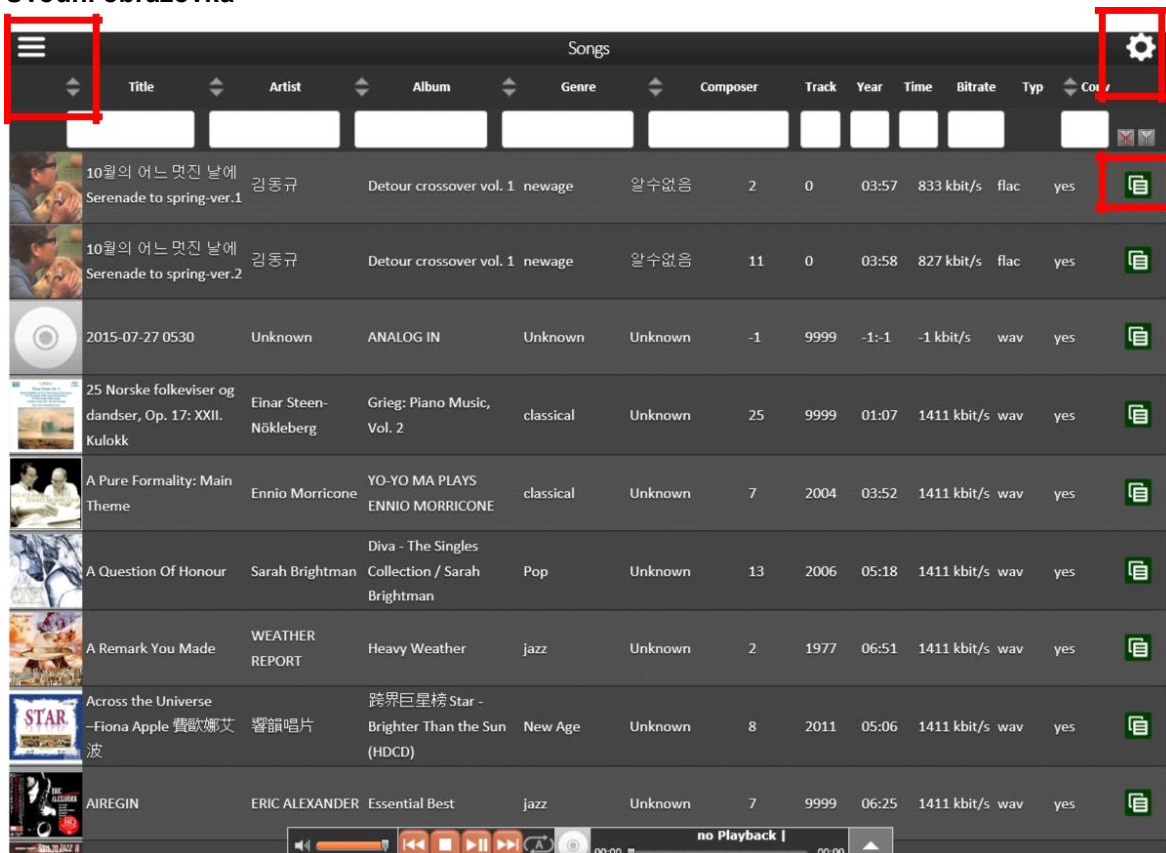 Úvodní obrazovka
Songs
Title Artist Album Genre Composer Track Year Time Bitrate Typ Conv
10월의 어느 멋진 날에
Serenade to spring-ver.1
김동규
Detour crossover vol. 1 newage 알수없음 2 0 03:57 833 kbit/s flac yes
10월의 어느 멋진 날에
Serenade to spring-ver.2
김동규
Detour crossover vol. 1 newage 알수없음 11 0 03:58 827 kbit/s flac yes
2015-07-27 0530 Unknown ANALOG IN Unknown Unknown -1 9999 -1:-1 -1 kbit/s wav yes
25 Norske folkeviser og
dandser, Op. 17: XXII.
Kulokk
Einar Steen-
Nökleberg
Grieg: Piano Music,
Vol. 2
classical Unknown 25 9999 01:07 1411 kbit/s wav yes
A Pure Formality: Main
Theme
Ennio Morricone
YO-YO MA PLAYS
ENNIO MORRICONE
classical Unknown 7 2004 03:52 1411 kbit/s wav yes
A Question Of Honour Sarah Brightman
Diva - The Singles
Collection / Sarah
Brightman
Pop Unknown 13 2006 05:18 1411 kbit/s wav yes
A Remark You Made
WEATHER
REPORT
Heavy Weather jazz Unknown 2 1977 06:51 1411 kbit/s wav yes
STAR
Across the Universe
–Fiona Apple 費歐娜艾
波
響韻唱片
跨界巨星榜 Star -
Brighter Than the Sun
(HDCD)
New Age Unknown 8 2011 05:06 1411 kbit/s wav yes
AIREGIN ERIC ALEXANDER Essential Best jazz Unknown 7 9999 06:25 1411 kbit/s wav yes
A
no Playback |
00:00 00:00